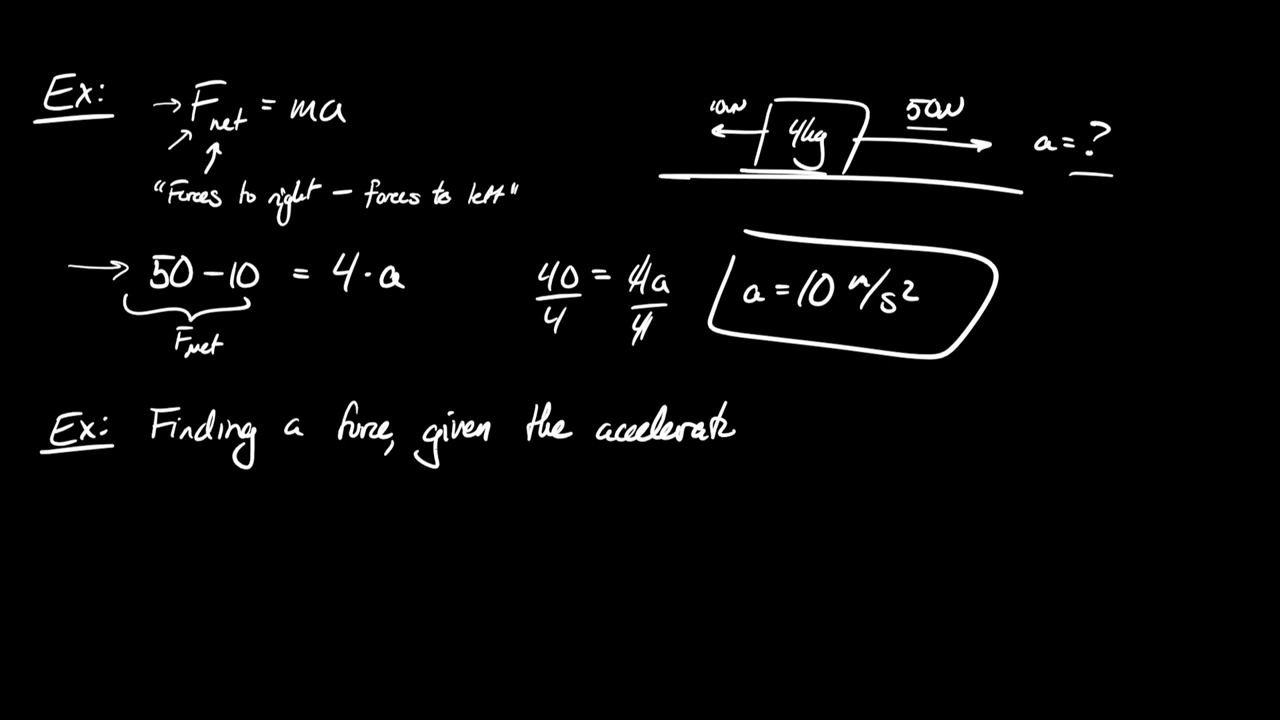 Ex: → Fnet = ma
"Forces to right — forces to left"
10N 4kg 50N a = ?
→ 50 - 10 = 4 · a
Fnet
40/4 = 4a/4
a = 10 m/s²
Ex: Finding a force, given the accelerat